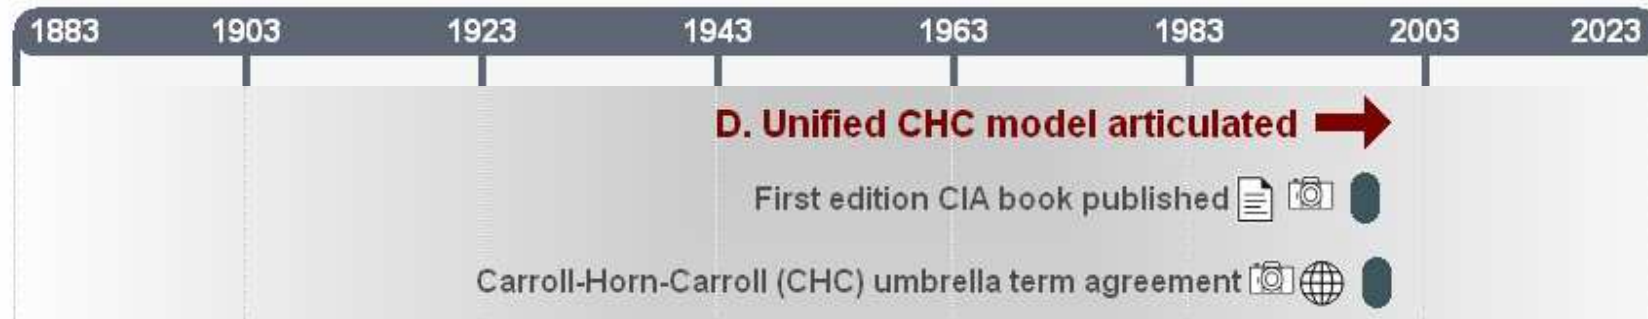 1883 1903 1923 1943 1963 1983 2003 2023
D. Unified CHC model articulated
First edition CIA book published
Carroll-Horn-Carroll (CHC) umbrella term agreement